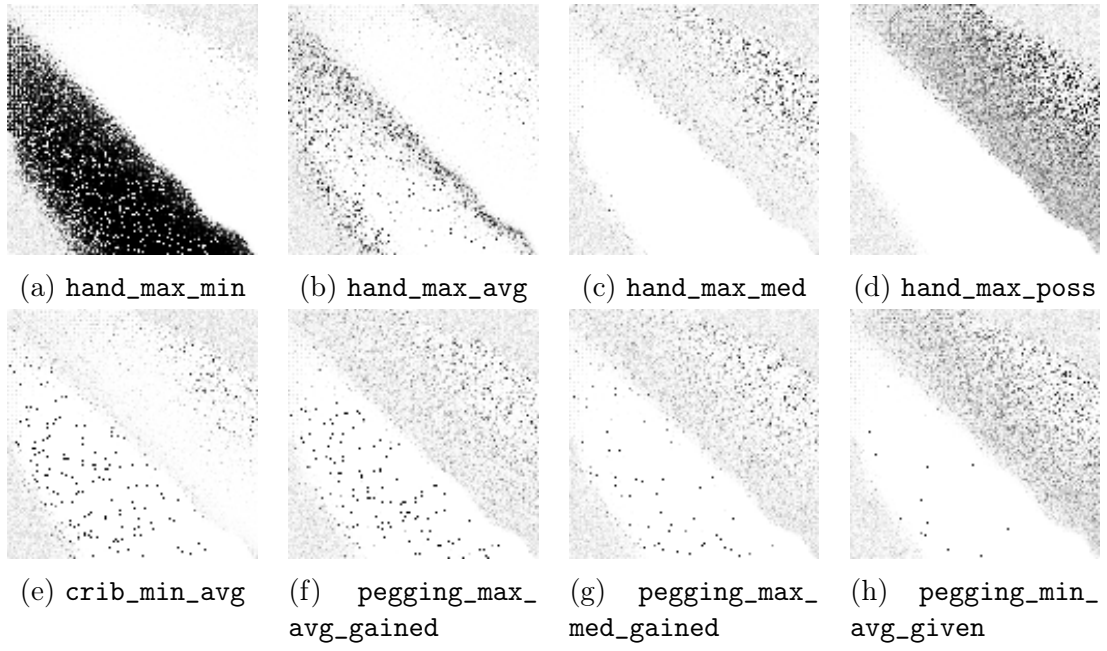 (a) hand_max_min (b) hand_max_avg (c) hand_max_med (d) hand_max_poss
(e) crib_min_avg (f) pegging_max_ (g) pegging_max_ (h) pegging_min_
avg_gained med_gained avg_given